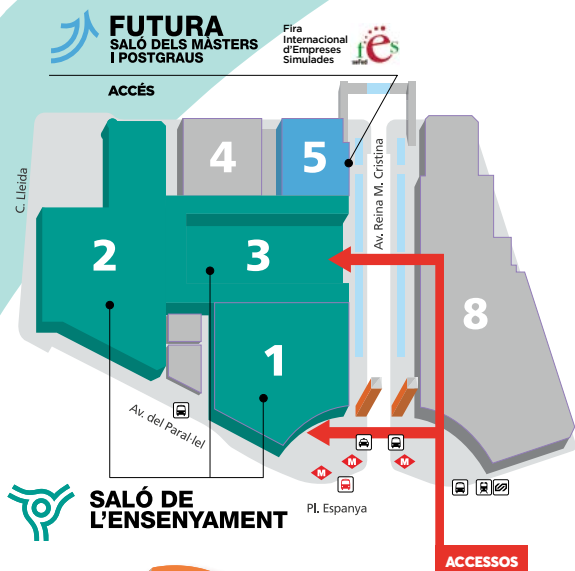 FUTURA
SALÓ DELS MÀSTERS
I POSTGRAUS
Fira
Internacional
d'Empreses
Simulades
fes
sefed
ACCÉS
4
5
C. Lleida
Av. Reina M. Cristina
2
3
8
1
Av. del Paral·lel
M
M
M
Pl. Espanya
SALÓ DE
L'ENSENYAMENT
ACCESSOS